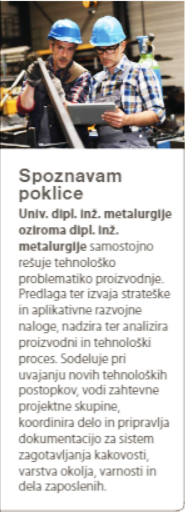 Spoznavam
poklice
Univ. dipl. inž. metalurgije
oziroma dipl. inž.
metalurgije samostojno
rešuje tehnološko
problematiko proizvodnje.
Predlaga ter izvaja strateške
in aplikativne razvojne
naloge, nadzira ter analizira
proizvodni in tehnološki
proces. Sodeluje pri
uvajanju novih tehnoloških
postopkov, vodi zahtevne
projektne skupine,
koordinira delo in pripravlja
dokumentacijo za sistem
zagotavljanja kakovosti,
varstva okolja, varnosti in
dela zaposlenih.